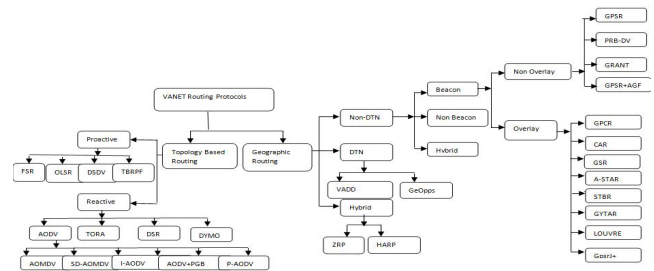 VANET Routing Protocols
Topology Based
Routing
Geographic
Routing
Proactive
FSR
OLSR
DSDV
TBRPF
Reactive
AODV
TORA
DSR
DYMO
AOMDV
SD-AOMDV
I-AODV
AODV+PGB
P-AODV
Non-DTN
DTN
VADD
GeOpps
Hybrid
ZRP
HARP
Beacon
Non Beacon
Hybrid
Non Overlay
Overlay
GPSR
PRB-DV
GRANT
GPSR+AGF
GPCR
CAR
GSR
A-STAR
STBR
GYTAR
LOUVRE
GpsrJ+